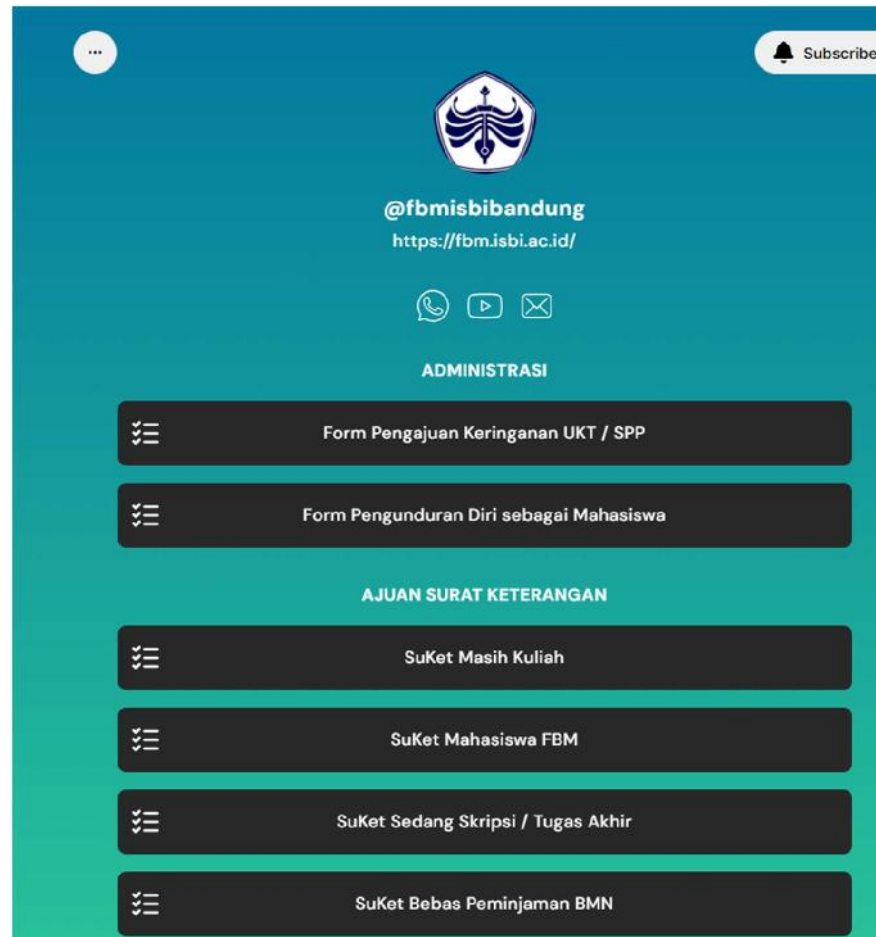 Subscribe
@fbmisbibandung
https://fbm.isbi.ac.id/
ADMINISTRASI
Form Pengajuan Keringanan UKT / SPP
Form Pengunduran Diri sebagai Mahasiswa
AJUAN SURAT KETERANGAN
SuKet Masih Kuliah
SuKet Mahasiswa FBM
SuKet Sedang Skripsi / Tugas Akhir
SuKet Bebas Peminjaman BMN